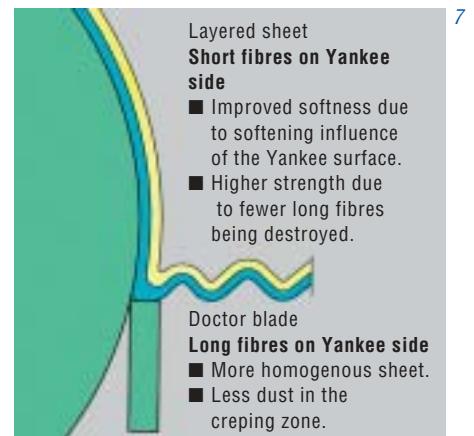 7
Layered sheet
Short fibres on Yankee
side
■ Improved softness due
to softening influence
of the Yankee surface.
■ Higher strength due
to fewer long fibres
being destroyed.
Doctor blade
Long fibres on Yankee side
■ More homogenous sheet.
■ Less dust in the
creping zone.